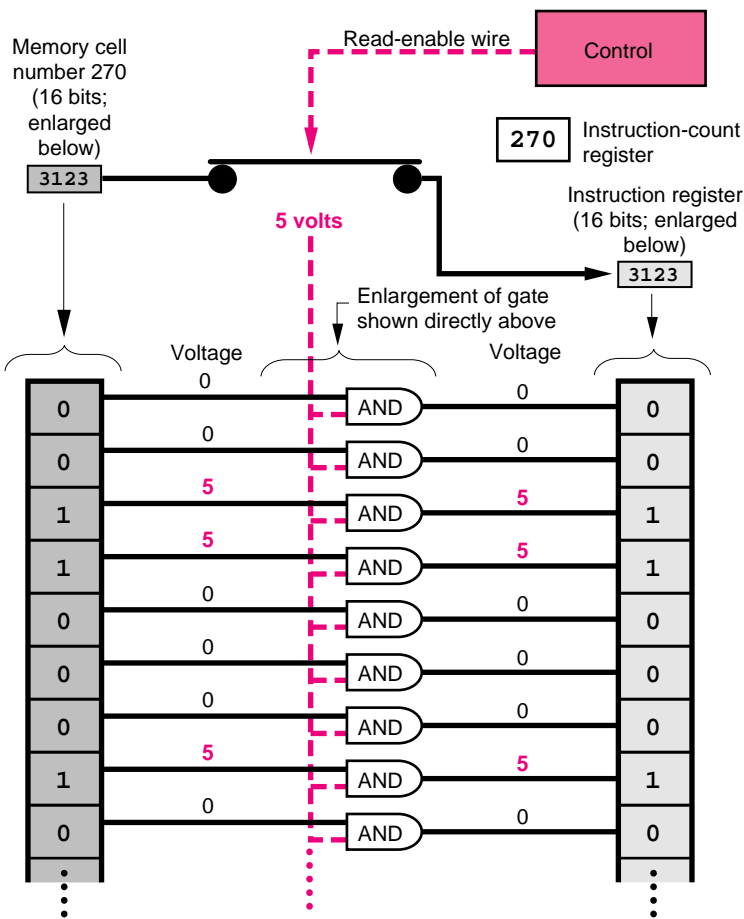 Memory cell
number 270
(16 bits;
enlarged
below)
3123
Read-enable wire
Control
270
Instruction-count
register
Instruction register
(16 bits; enlarged
below)
3123
5 volts
Enlargement of gate
shown directly above
Voltage
Voltage
0 0 AND 0 0
0 0 AND 0 0
1 5 AND 5 1
1 5 AND 5 1
0 0 AND 0 0
0 0 AND 0 0
0 0 AND 0 0
1 5 AND 5 1
0 0 AND 0 0